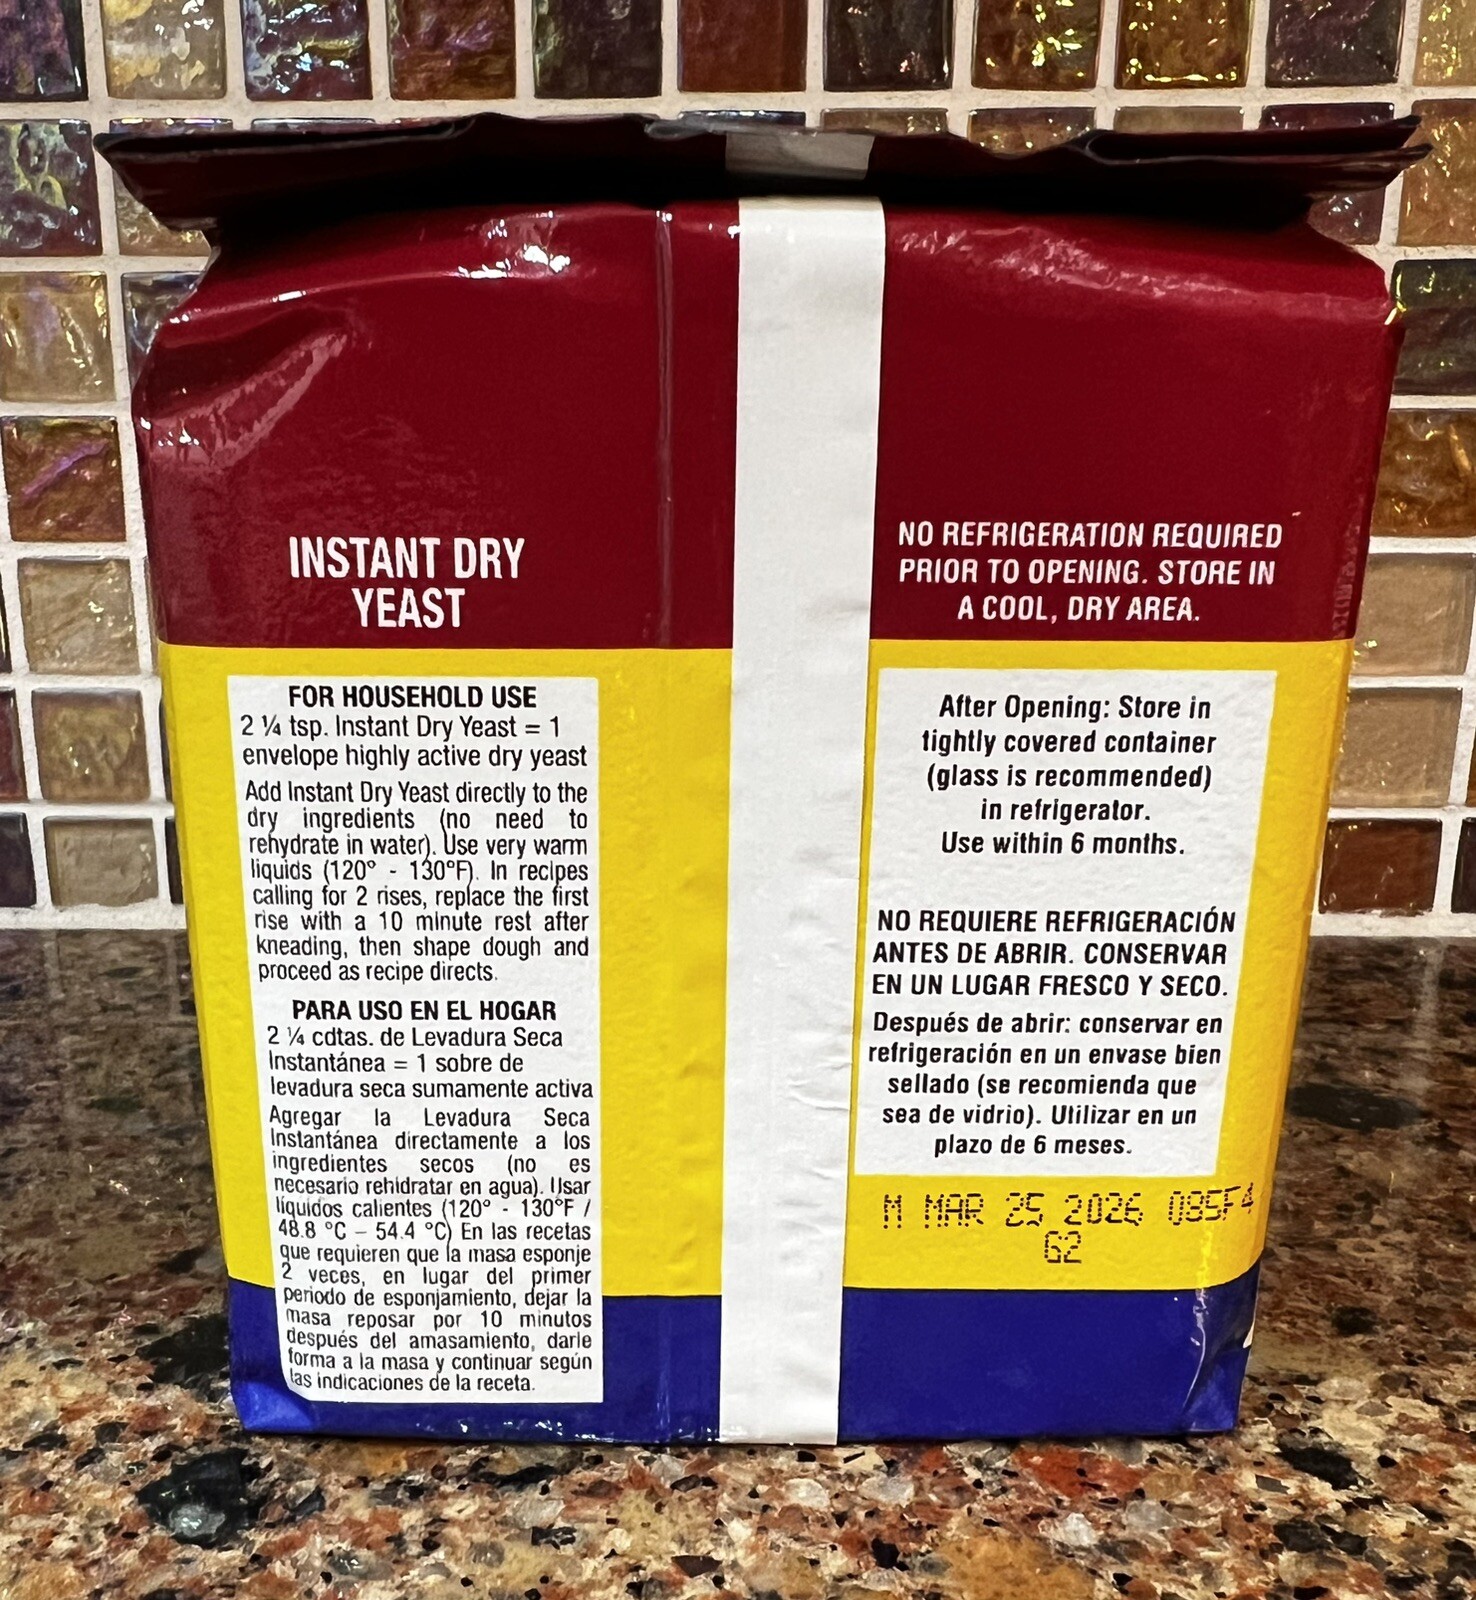 INSTANT DRY
YEAST
FOR HOUSEHOLD USE
2 ¼ tsp. Instant Dry Yeast = 1
envelope highly active dry yeast
Add Instant Dry Yeast directly to the
dry ingredients (no need to
rehydrate in water). Use very warm
liquids (120° - 130°F). In recipes
calling for 2 rises, replace the first
rise with a 10 minute rest after
kneading, then shape dough and
proceed as recipe directs.
PARA USO EN EL HOGAR
2 ¼ cdtas. de Levadura Seca
Instantánea = 1 sobre de
levadura seca sumamente activa
Agregar la Levadura Seca
Instantánea directamente a los
ingredientes secos (no es
necesario rehidratar en agua). Usar
líquidos calientes (120° - 130°F /
48.8 °C – 54.4 °C) En las recetas
que requieren que la masa esponje
2 veces, en lugar del primer
periodo de esponjamiento, dejar la
masa reposar por 10 minutos
después del amasamiento, darle
forma a la masa y continuar según
las indicaciones de la receta.
NO REFRIGERATION REQUIRED
PRIOR TO OPENING. STORE IN
A COOL, DRY AREA.
After Opening: Store in
tightly covered container
(glass is recommended)
in refrigerator.
Use within 6 months.
NO REQUIERE REFRIGERACIÓN
ANTES DE ABRIR. CONSERVAR
EN UN LUGAR FRESCO Y SECO.
Después de abrir: conservar en
refrigeración en un envase bien
sellado (se recomienda que
sea de vidrio). Utilizar en un
plazo de 6 meses.
M MAR 25 2026 085F4
62